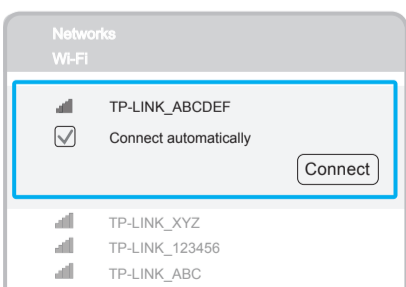 Networks
Wi-Fi
TP-LINK_ABCDEF
Connect automatically
Connect
TP-LINK_XYZ
TP-LINK_123456
TP-LINK_ABC